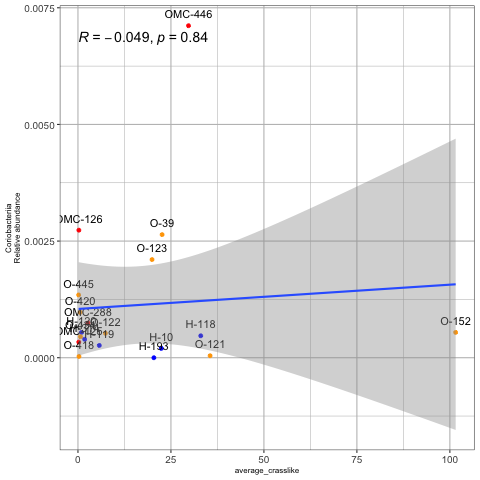 OMC-446
R = −0.049, p = 0.84
0.0075
0.0050
0.0025
0.0000
Coriobacteria
Relative abundance
OMC-126
O-39
O-123
O-445
O-420
OMC-288
O-122
H-119
O-418
H-10
H-193
H-118
O-121
O-152
0
25
50
75
100
average_crasslike